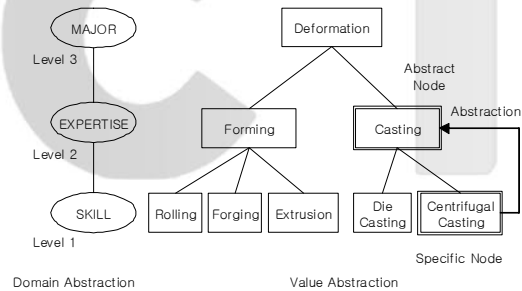 MAJOR
Deformation
Level 3
Abstract
Node
Abstraction
EXPERTISE
Forming
Casting
Level 2
SKILL
Rolling
Forging
Extrusion
Die
Casting
Centrifugal
Casting
Level 1
Specific Node
Domain Abstraction
Value Abstraction